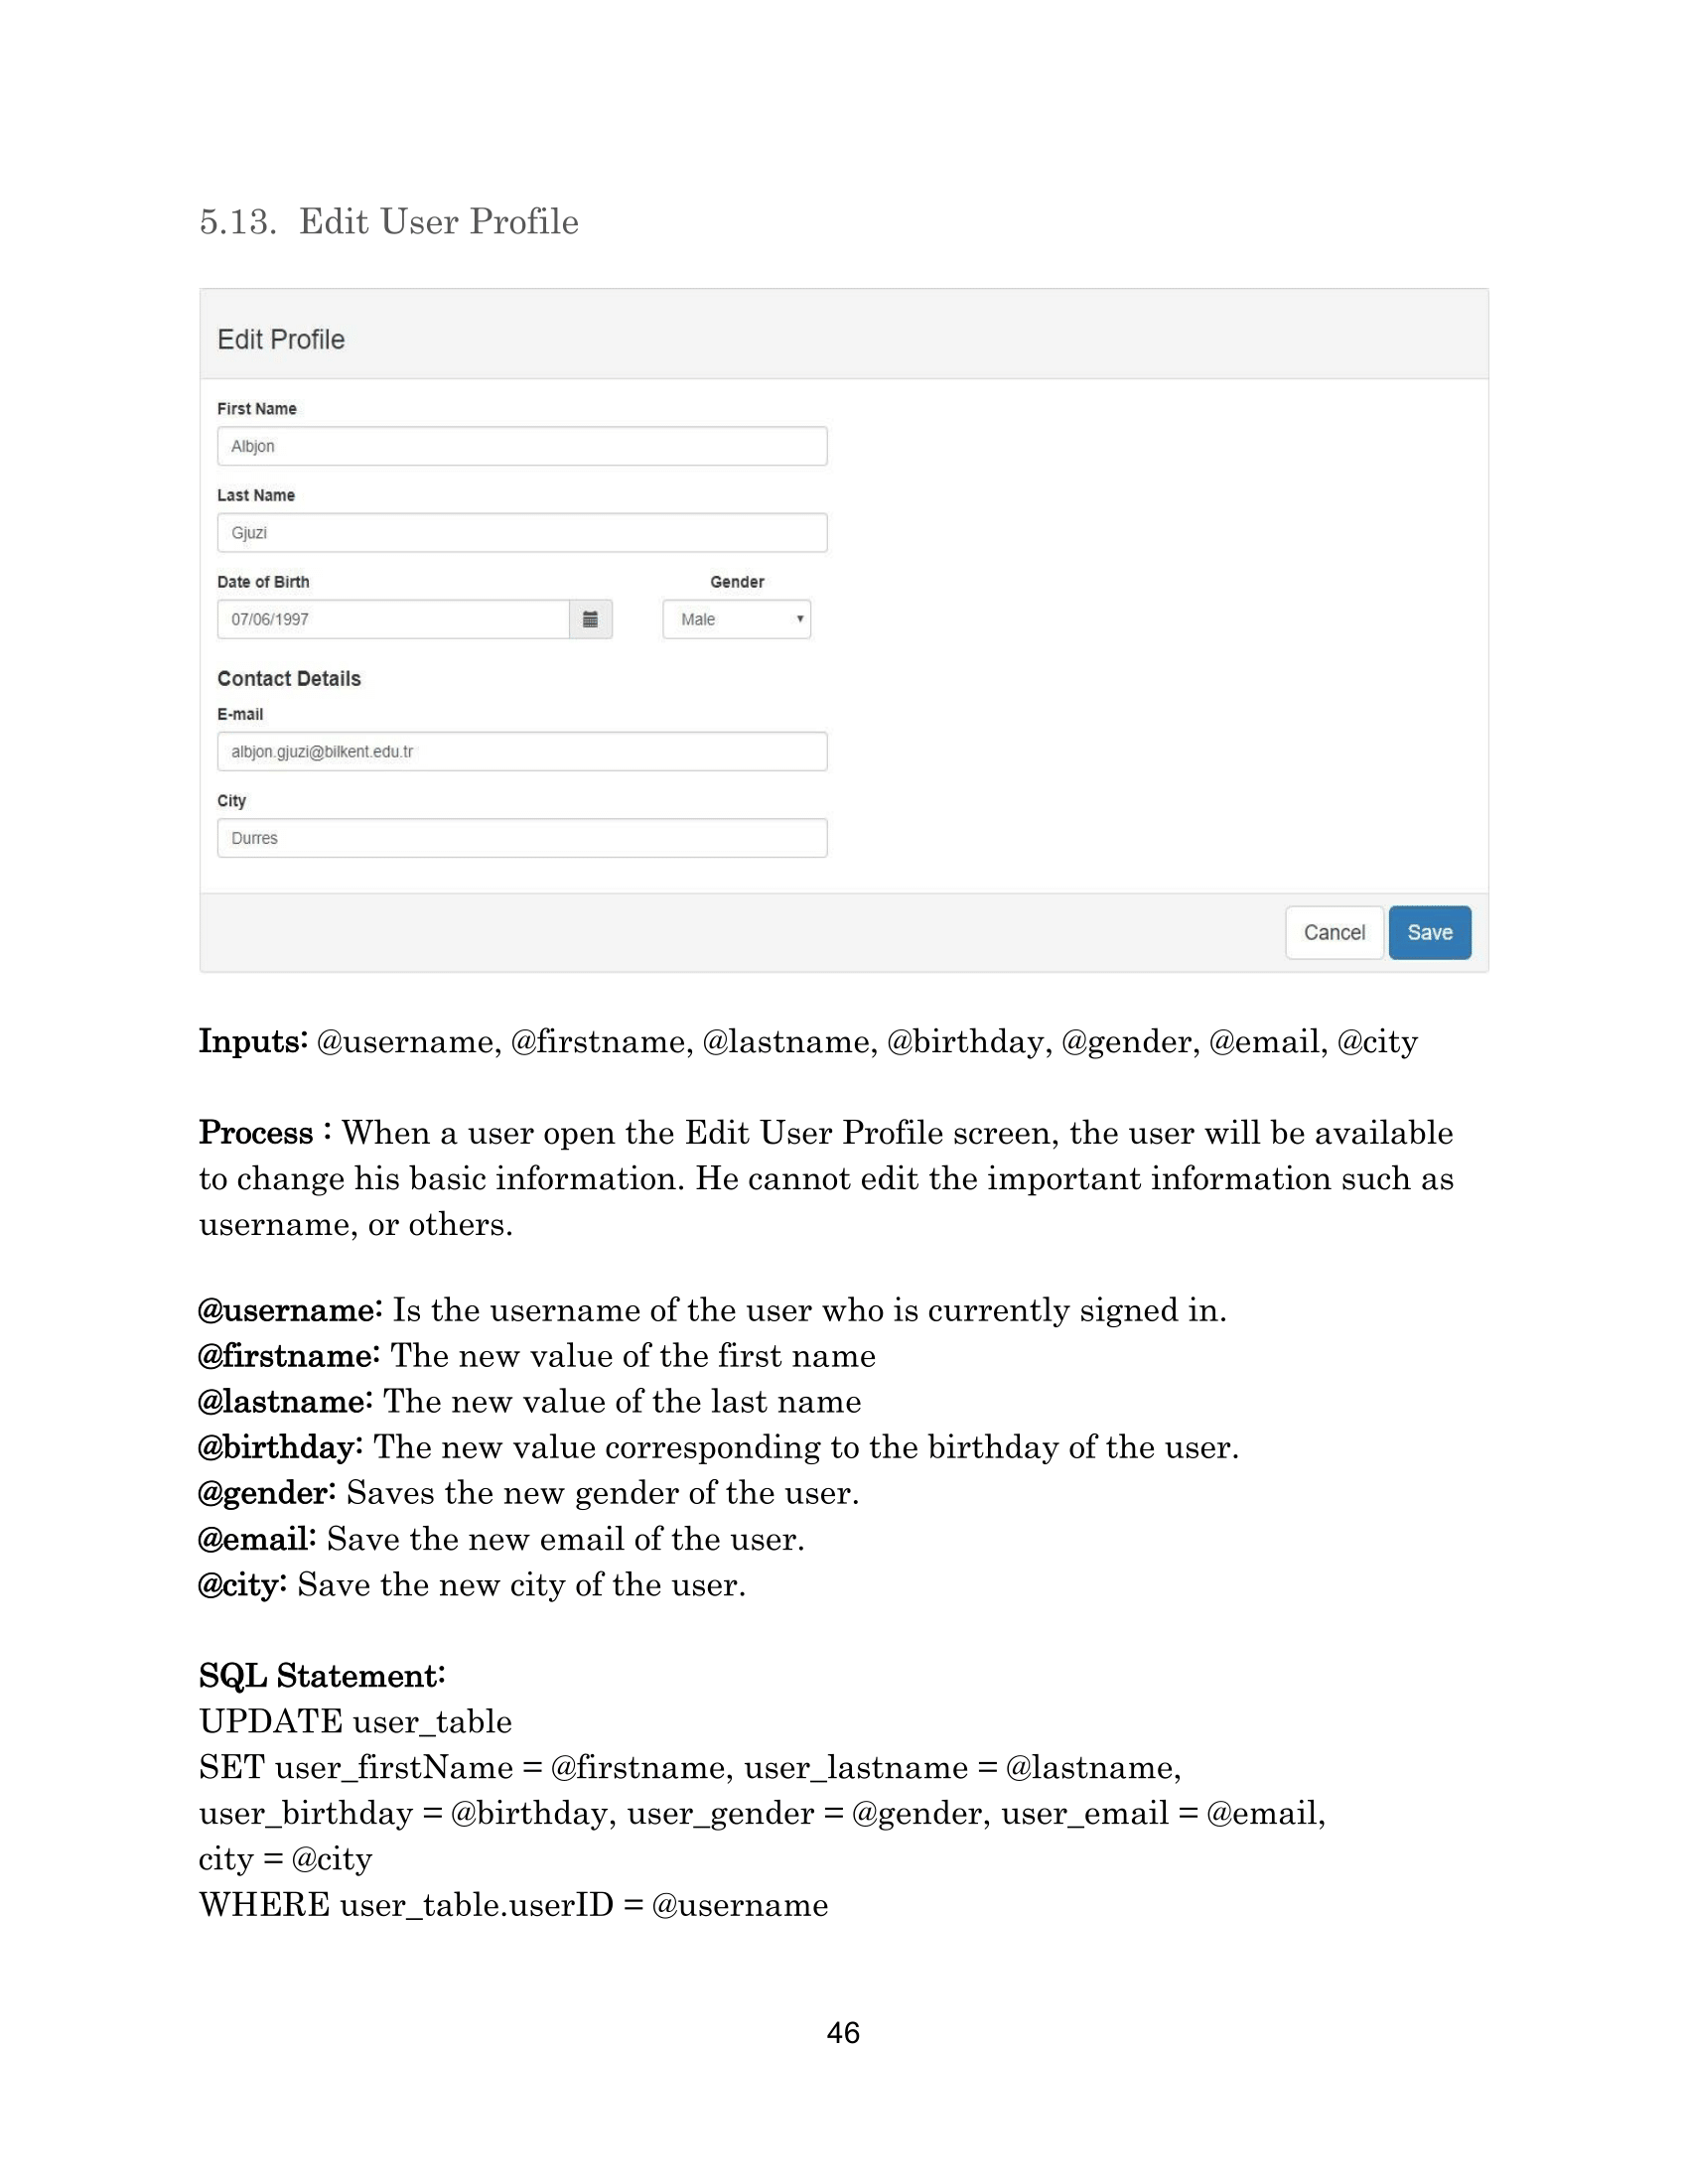 5.13. Edit User Profile
Edit Profile
First Name
Albjon
Last Name
Gjuzi
Date of Birth Gender
07/06/1997 Male
Contact Details
E-mail
albjon.gjuzi@bilkent.edu.tr
City
Durres
Cancel Save
Inputs: @username, @firstname, @lastname, @birthday, @gender, @email, @city
Process : When a user open the Edit User Profile screen, the user will be available
to change his basic information. He cannot edit the important information such as
username, or others.
@username: Is the username of the user who is currently signed in.
@firstname: The new value of the first name
@lastname: The new value of the last name
@birthday: The new value corresponding to the birthday of the user.
@gender: Saves the new gender of the user.
@email: Save the new email of the user.
@city: Save the new city of the user.
SQL Statement:
UPDATE user_table
SET user_firstName = @firstname, user_lastname = @lastname,
user_birthday = @birthday, user_gender = @gender, user_email = @email,
city = @city
WHERE user_table.userID = @username
46